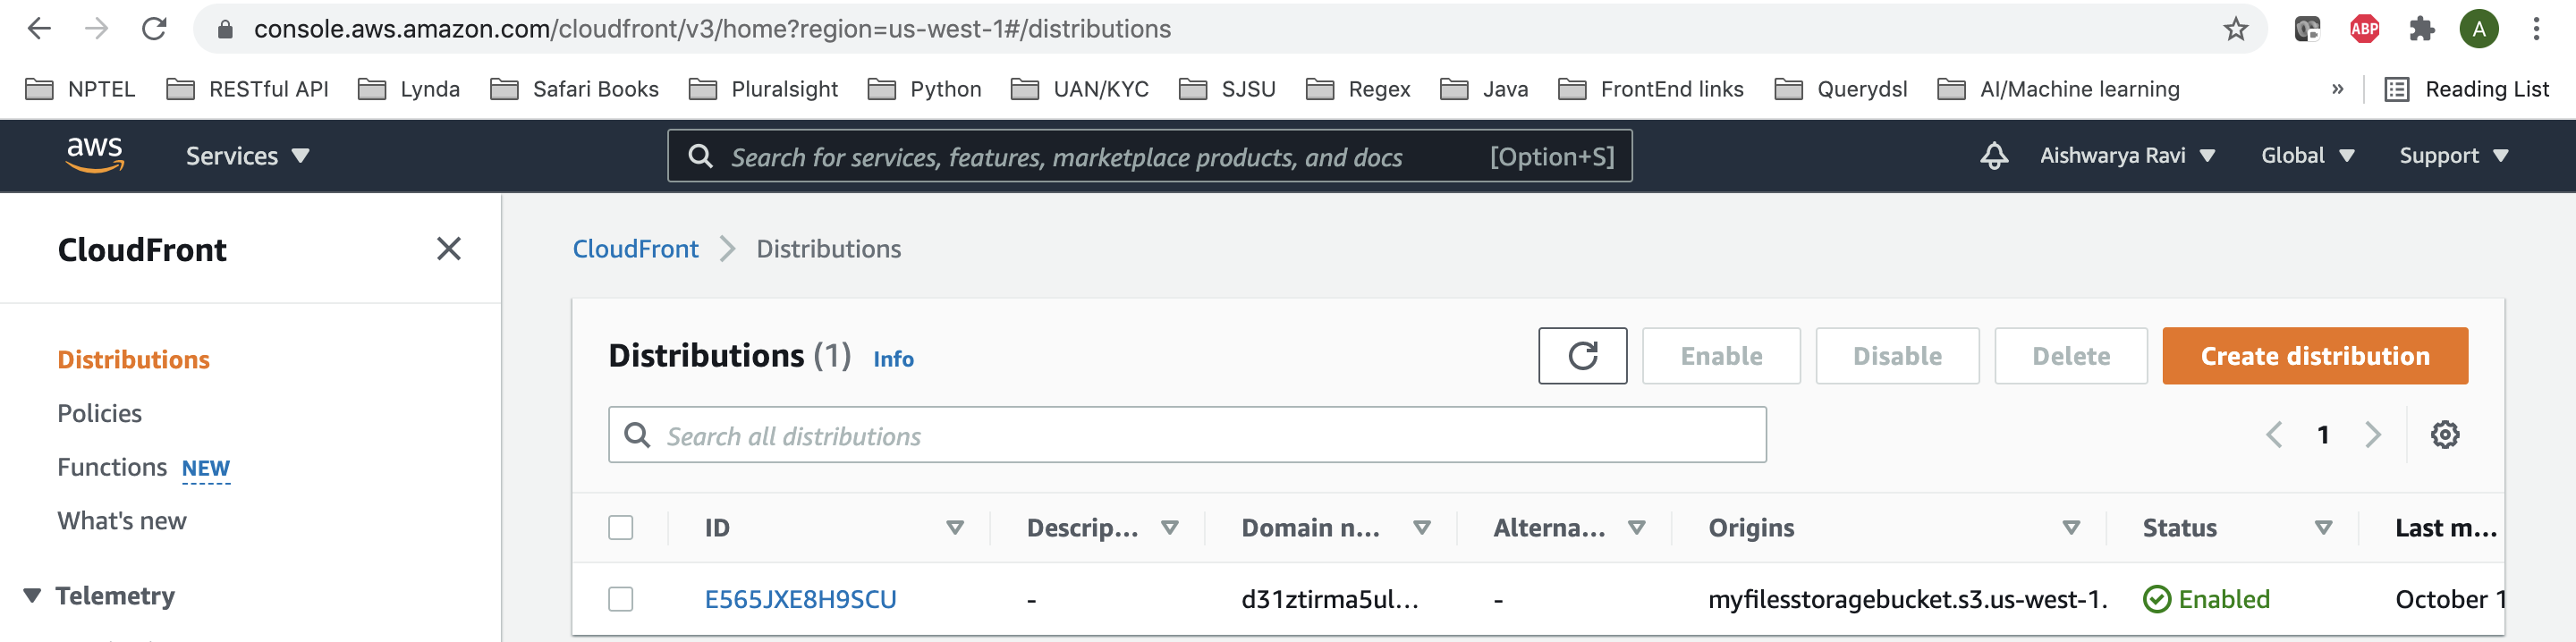 console.aws.amazon.com/cloudfront/v3/home?region=us-west-1#/distributions
ABP
A
NPTEL RESTful API Lynda Safari Books Pluralsight Python UAN/KYC SJSU Regex Java FrontEnd links Querydsl AI/Machine learning » Reading List
aws Services Search for services, features, marketplace products, and docs [Option+S] Aishwarya Ravi Global Support
CloudFront
Distributions
Policies
Functions NEW
What's new
Telemetry
CloudFront > Distributions
Distributions (1) Info Enable Disable Delete Create distribution
Search all distributions 1
ID Descrip... Domain n... Alterna... Origins Status Last m...
E565JXE8H9SCU - d31ztirma5ul... - myfilesstoragebucket.s3.us-west-1. Enabled October 1